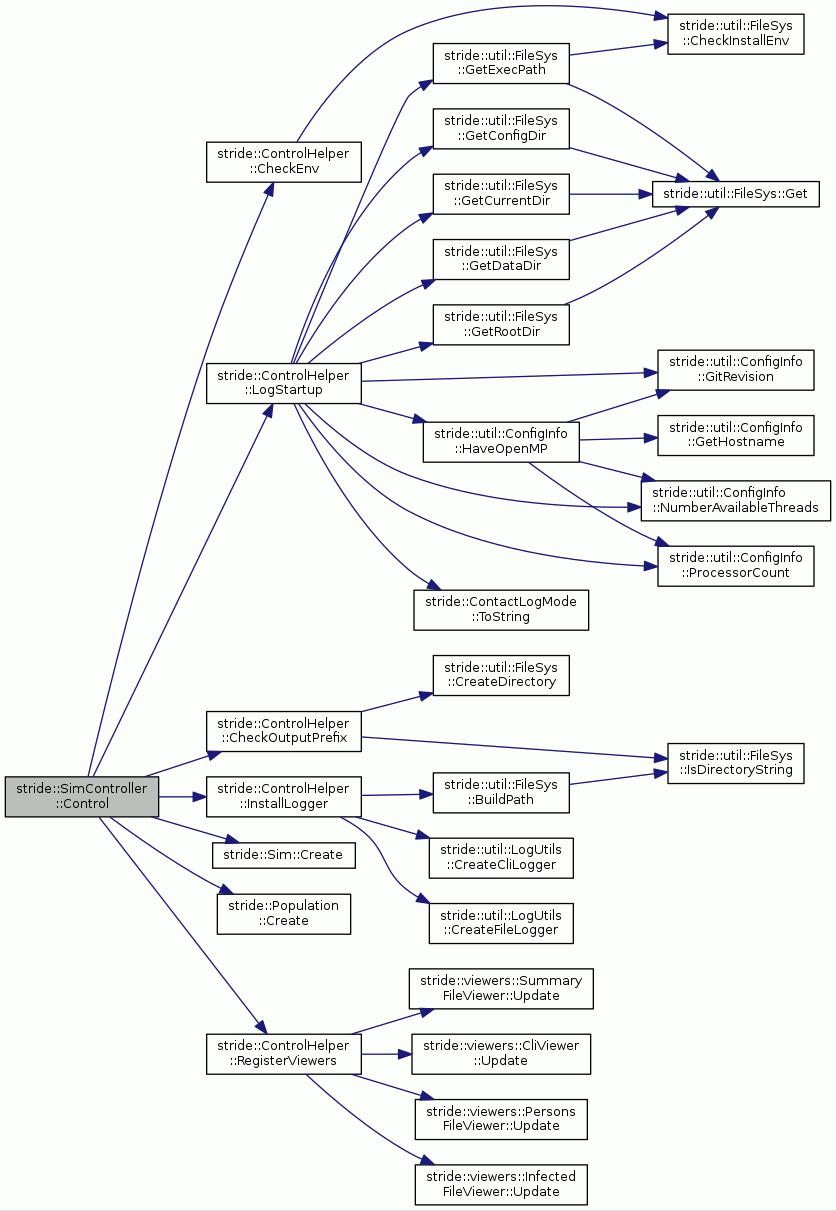 stride::util::FileSys
::CheckInstallEnv
stride::util::FileSys
::GetExecPath
stride::util::FileSys
::GetConfigDir
stride::ControlHelper
::CheckEnv
stride::util::FileSys
::GetCurrentDir
stride::util::FileSys::Get
stride::util::FileSys
::GetDataDir
stride::util::FileSys
::GetRootDir
stride::ControlHelper
::LogStartup
stride::util::ConfigInfo
::GitRevision
stride::util::ConfigInfo
::HaveOpenMP
stride::util::ConfigInfo
::GetHostname
stride::util::ConfigInfo
::NumberAvailableThreads
stride::util::ConfigInfo
::ProcessorCount
stride::ContactLogMode
::ToString
stride::util::FileSys
::CreateDirectory
stride::ControlHelper
::CheckOutputPrefix
stride::util::FileSys
::IsDirectoryString
stride::SimController
::Control
stride::ControlHelper
::InstallLogger
stride::util::FileSys
::BuildPath
stride::Sim::Create
stride::util::LogUtils
::CreateCliLogger
stride::Population
::Create
stride::util::LogUtils
::CreateFileLogger
stride::viewers::Summary
FileViewer::Update
stride::ControlHelper
::RegisterViewers
stride::viewers::CliViewer
::Update
stride::viewers::Persons
FileViewer::Update
stride::viewers::Infected
FileViewer::Update